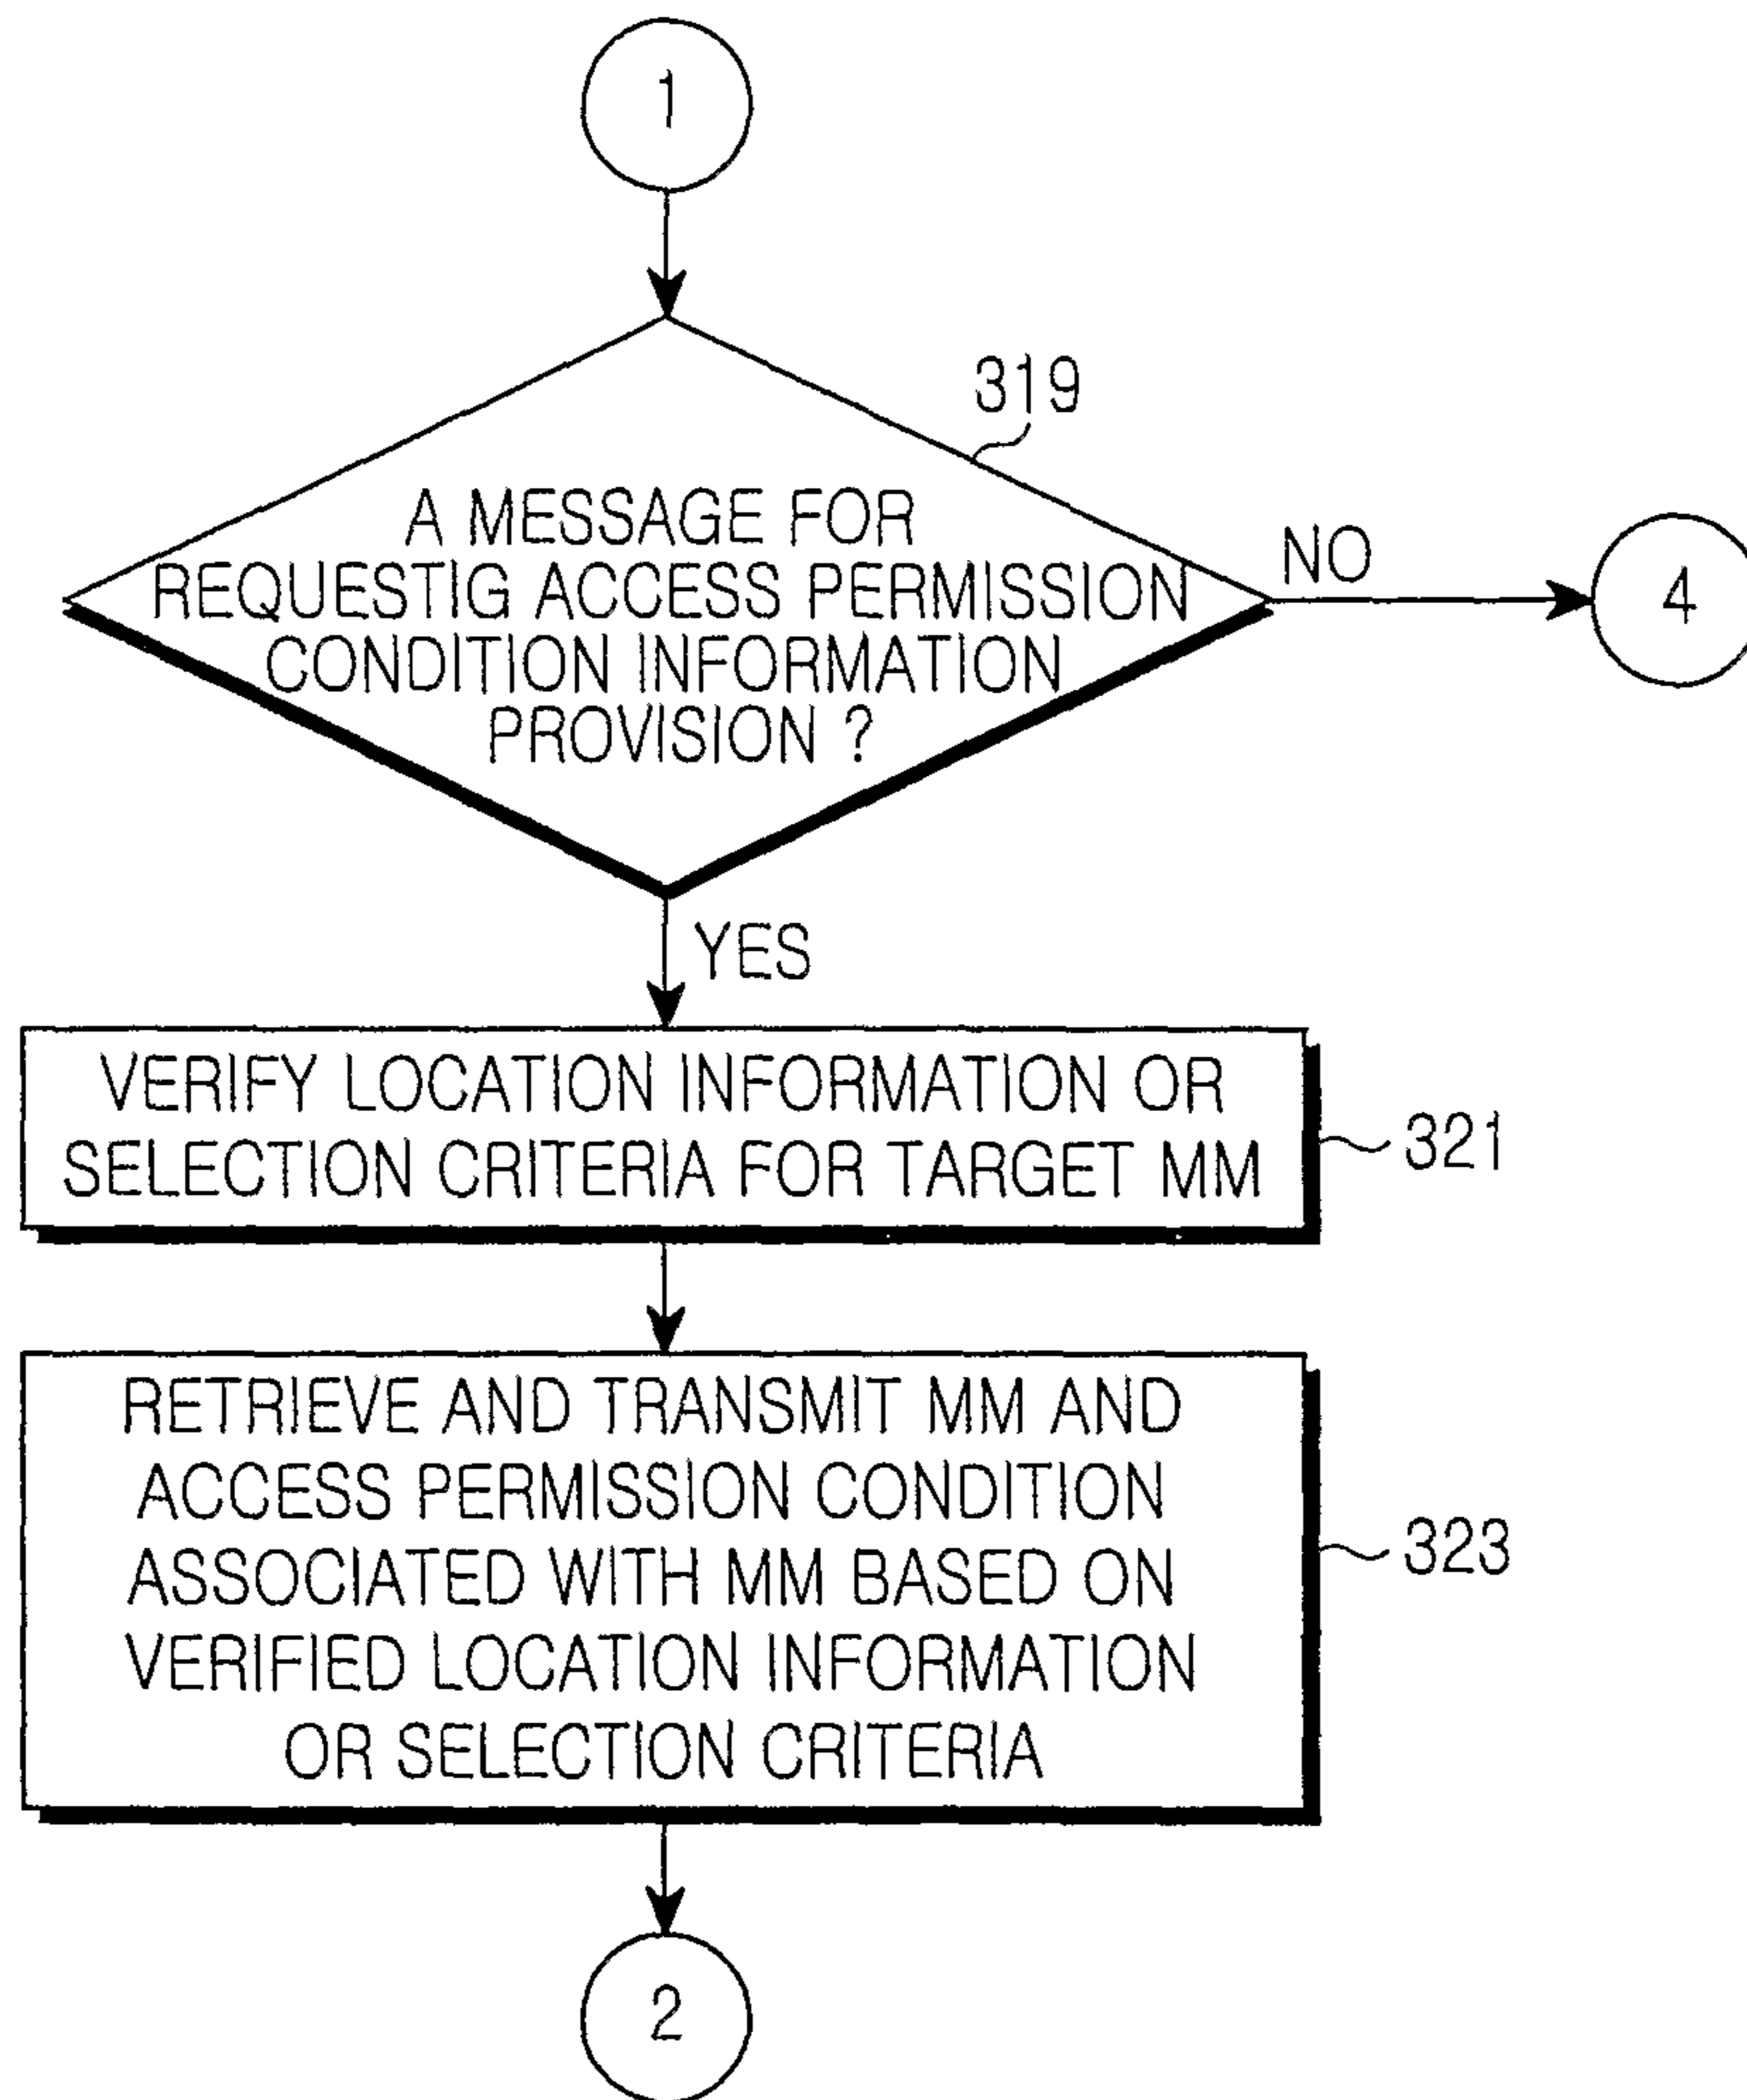 1
319
A MESSAGE FOR
REQUESTIG ACCESS PERMISSION
CONDITION INFORMATION
PROVISION ?
NO
4
YES
VERIFY LOCATION INFORMATION OR
SELECTION CRITERIA FOR TARGET MM
321
RETRIEVE AND TRANSMIT MM AND
ACCESS PERMISSION CONDITION
ASSOCIATED WITH MM BASED ON
VERIFIED LOCATION INFORMATION
OR SELECTION CRITERIA
323
2